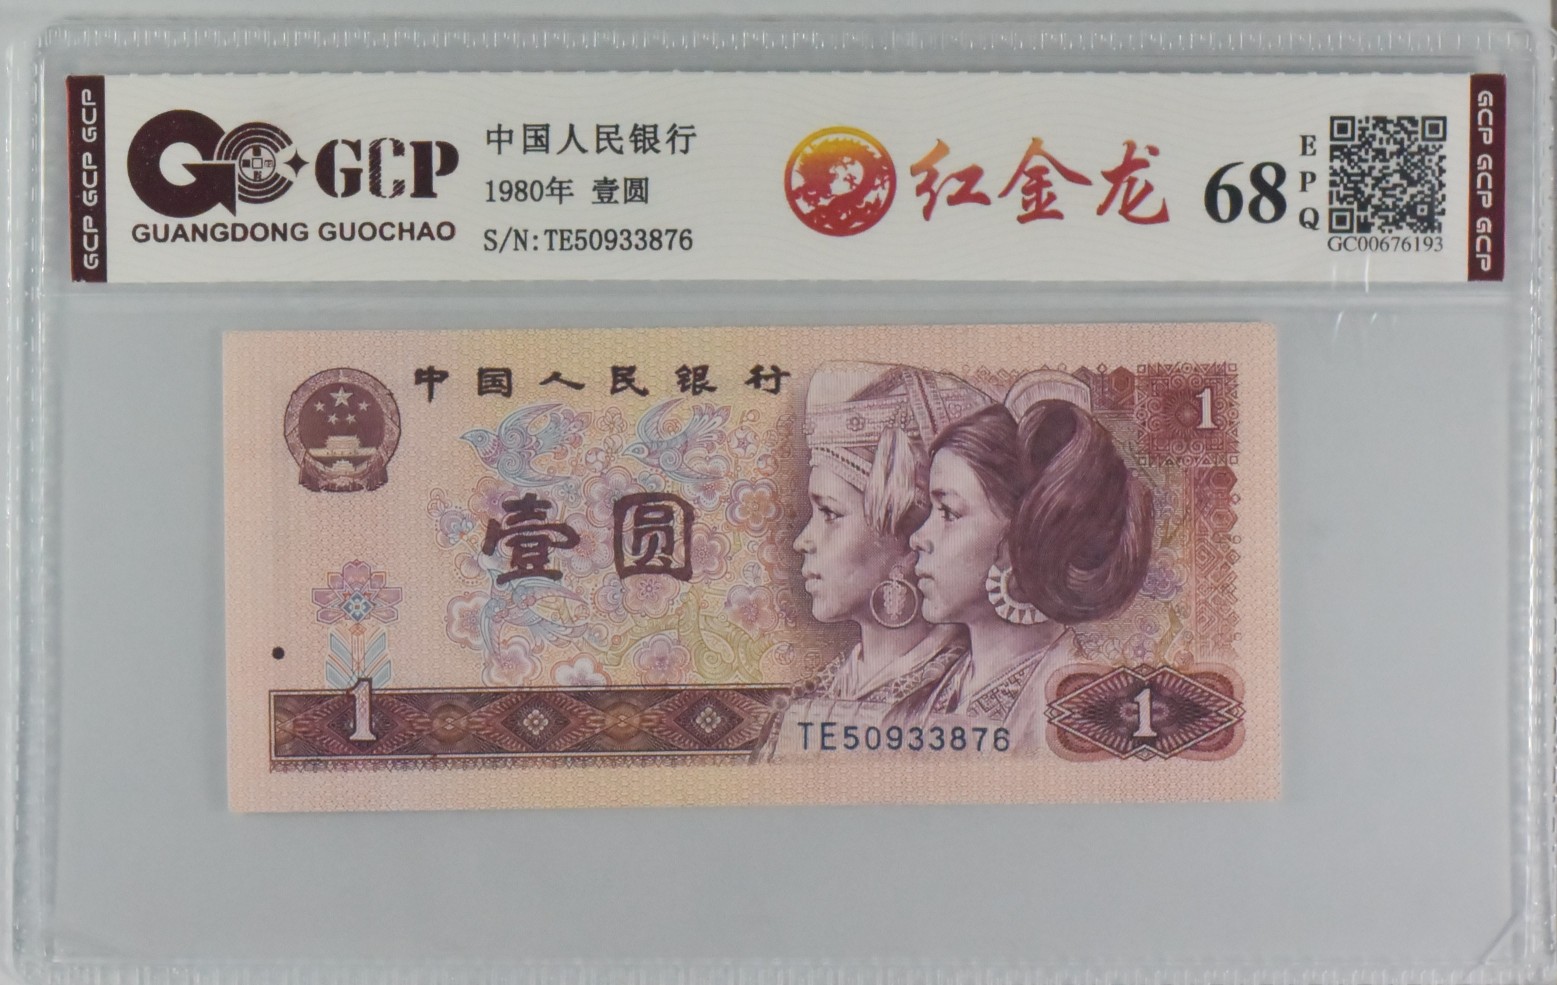 GCP GCP GCP
GCP
GUANGDONG GUOCHAO
中国人民银行
1980年 壹圆
S/N:TE50933876
红金龙
68
EPQ
GC00676193
GCP GCP GCP
中国人民银行
1
壹圆
1
TE50933876
1